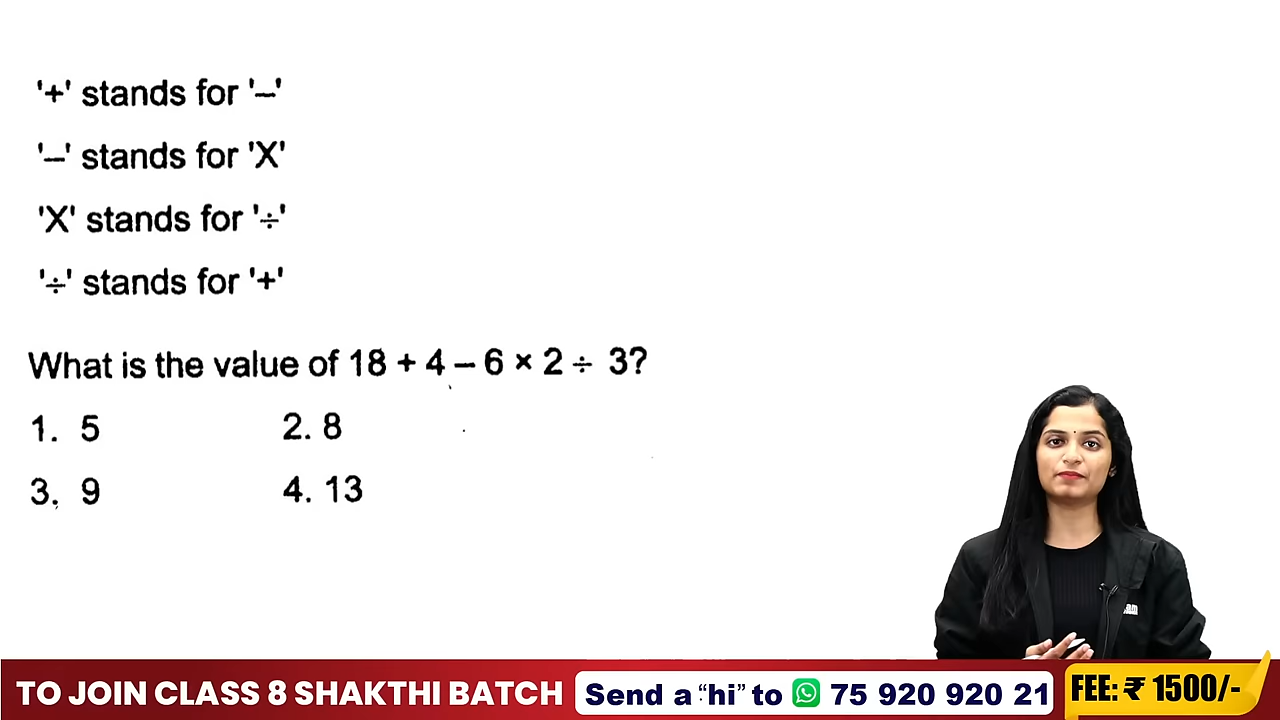 '+' stands for '–'
'–' stands for 'X'
'X' stands for '÷'
'÷' stands for '+'
What is the value of 18 + 4 – 6 × 2 ÷ 3?
1. 5 2. 8
3. 9 4. 13
TO JOIN CLASS 8 SHAKTHI BATCH Send a “hi” to 75 920 920 21 FEE: ₹ 1500/-